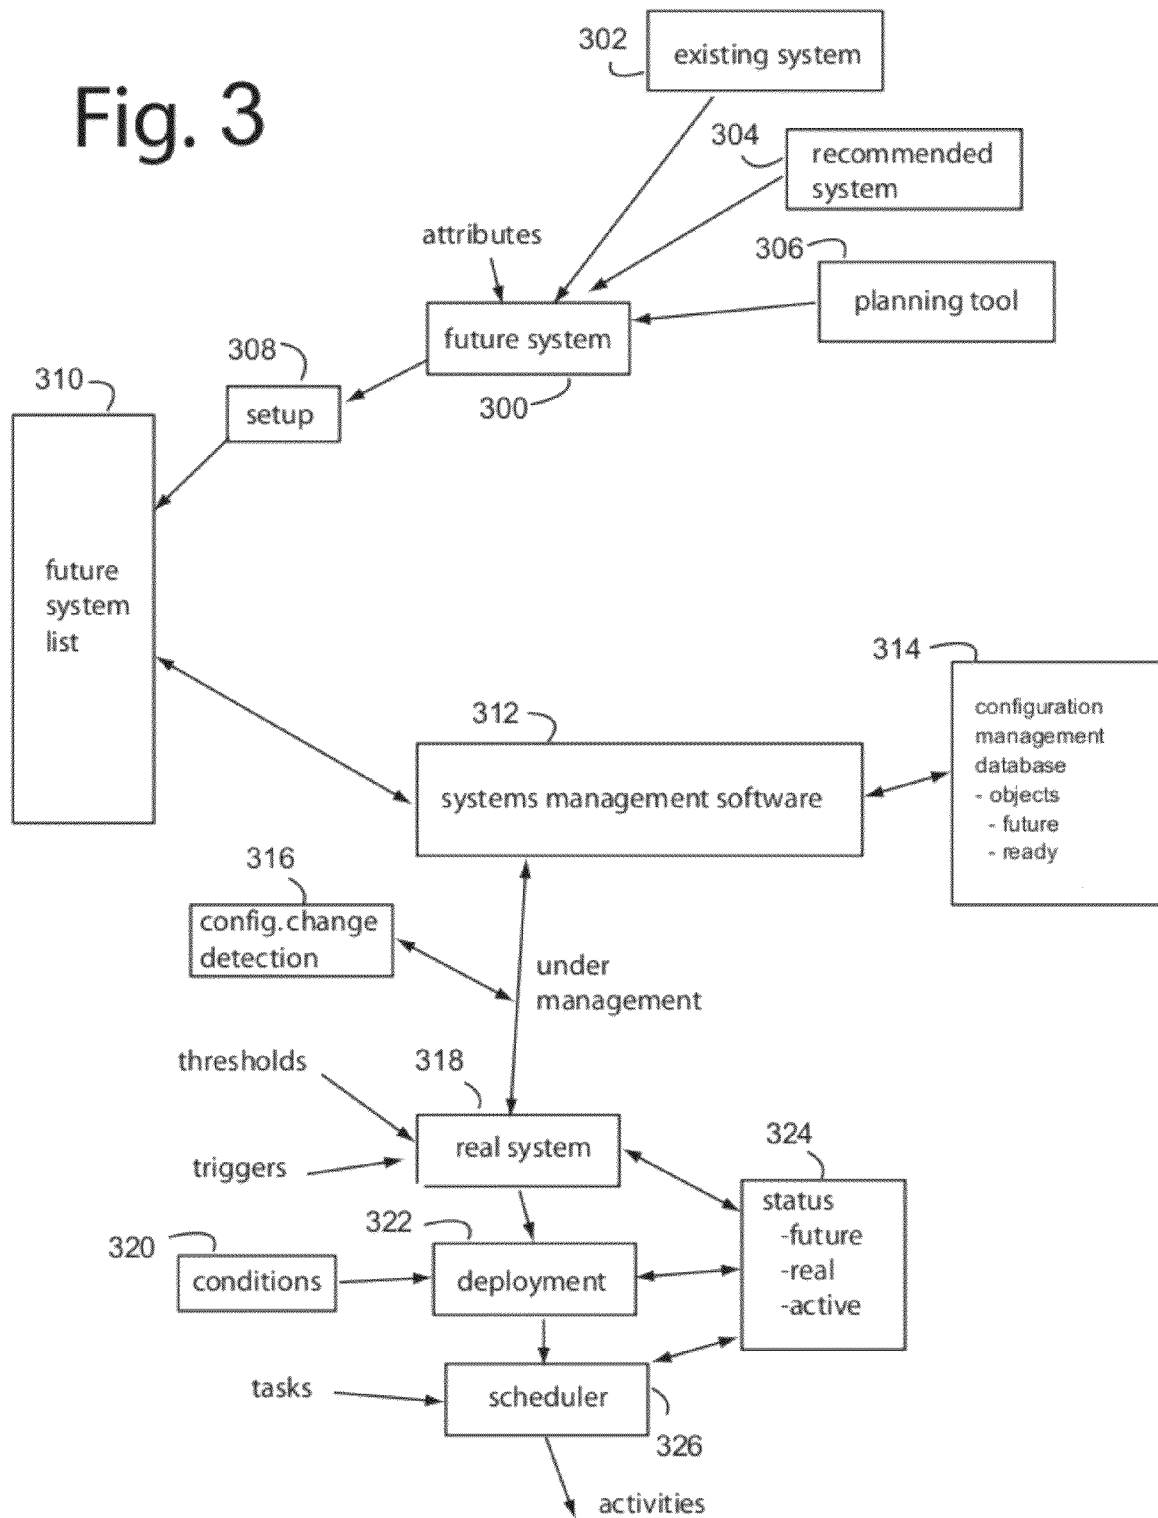 302
existing system
Fig. 3
304
recommended
system
attributes
306
planning tool
future system
308
310
setup
300
future
system
list
314
312
configuration
management
database
- objects
- future
- ready
systems management software
316
config. change
detection
under
management
thresholds
318
real system
triggers
324
status
-future
-real
-active
322
320
conditions
deployment
tasks
scheduler
326
activities